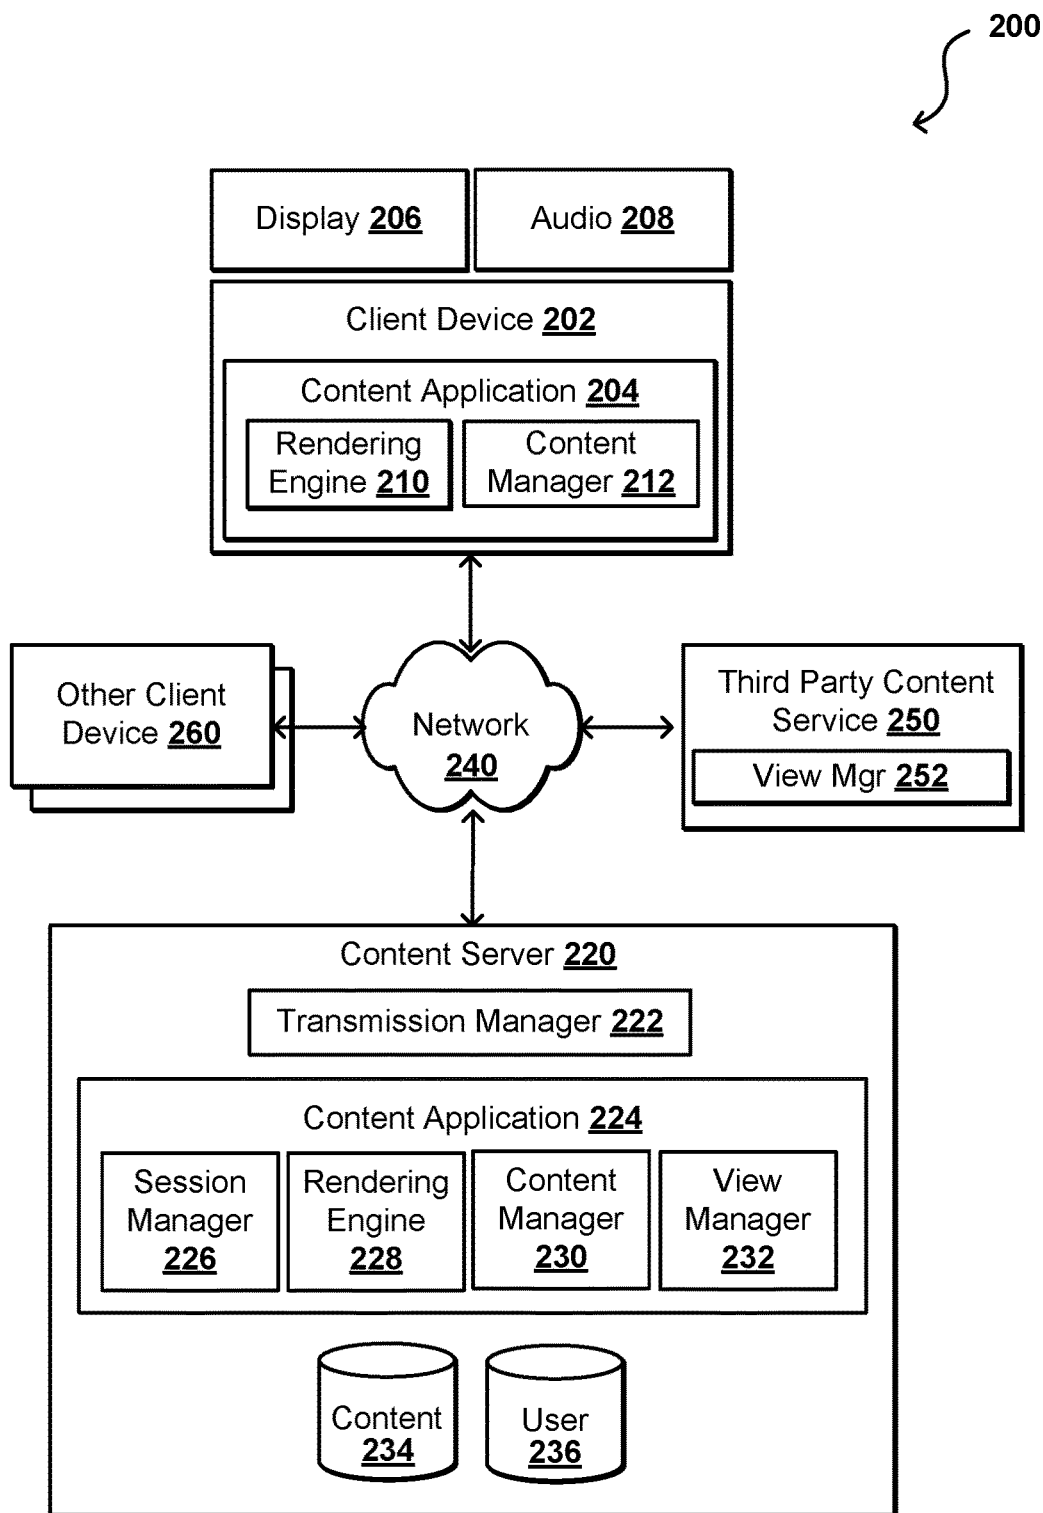 200
Display 206
Audio 208
Client Device 202
Content Application 204
Rendering
Engine 210
Content
Manager 212
Other Client
Device 260
Network
240
Third Party Content
Service 250
View Mgr 252
Content Server 220
Transmission Manager 222
Content Application 224
Session
Manager
226
Rendering
Engine
228
Content
Manager
230
View
Manager
232
Content
234
User
236